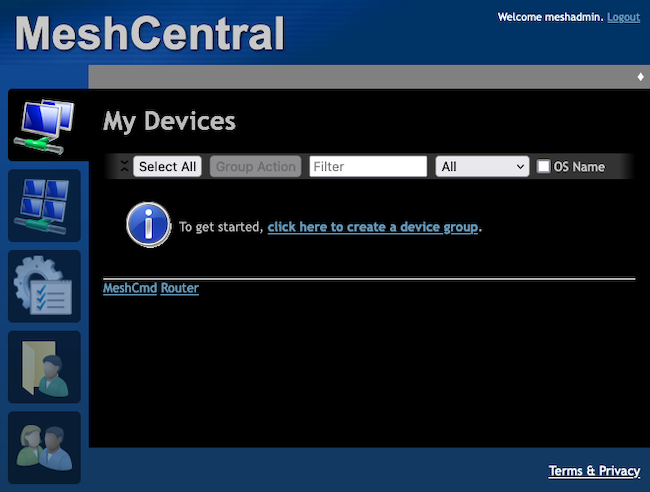 MeshCentral
Welcome meshadmin. Logout
My Devices
Select All Group Action Filter All OS Name
To get started, click here to create a device group.
MeshCmd Router
Terms & Privacy